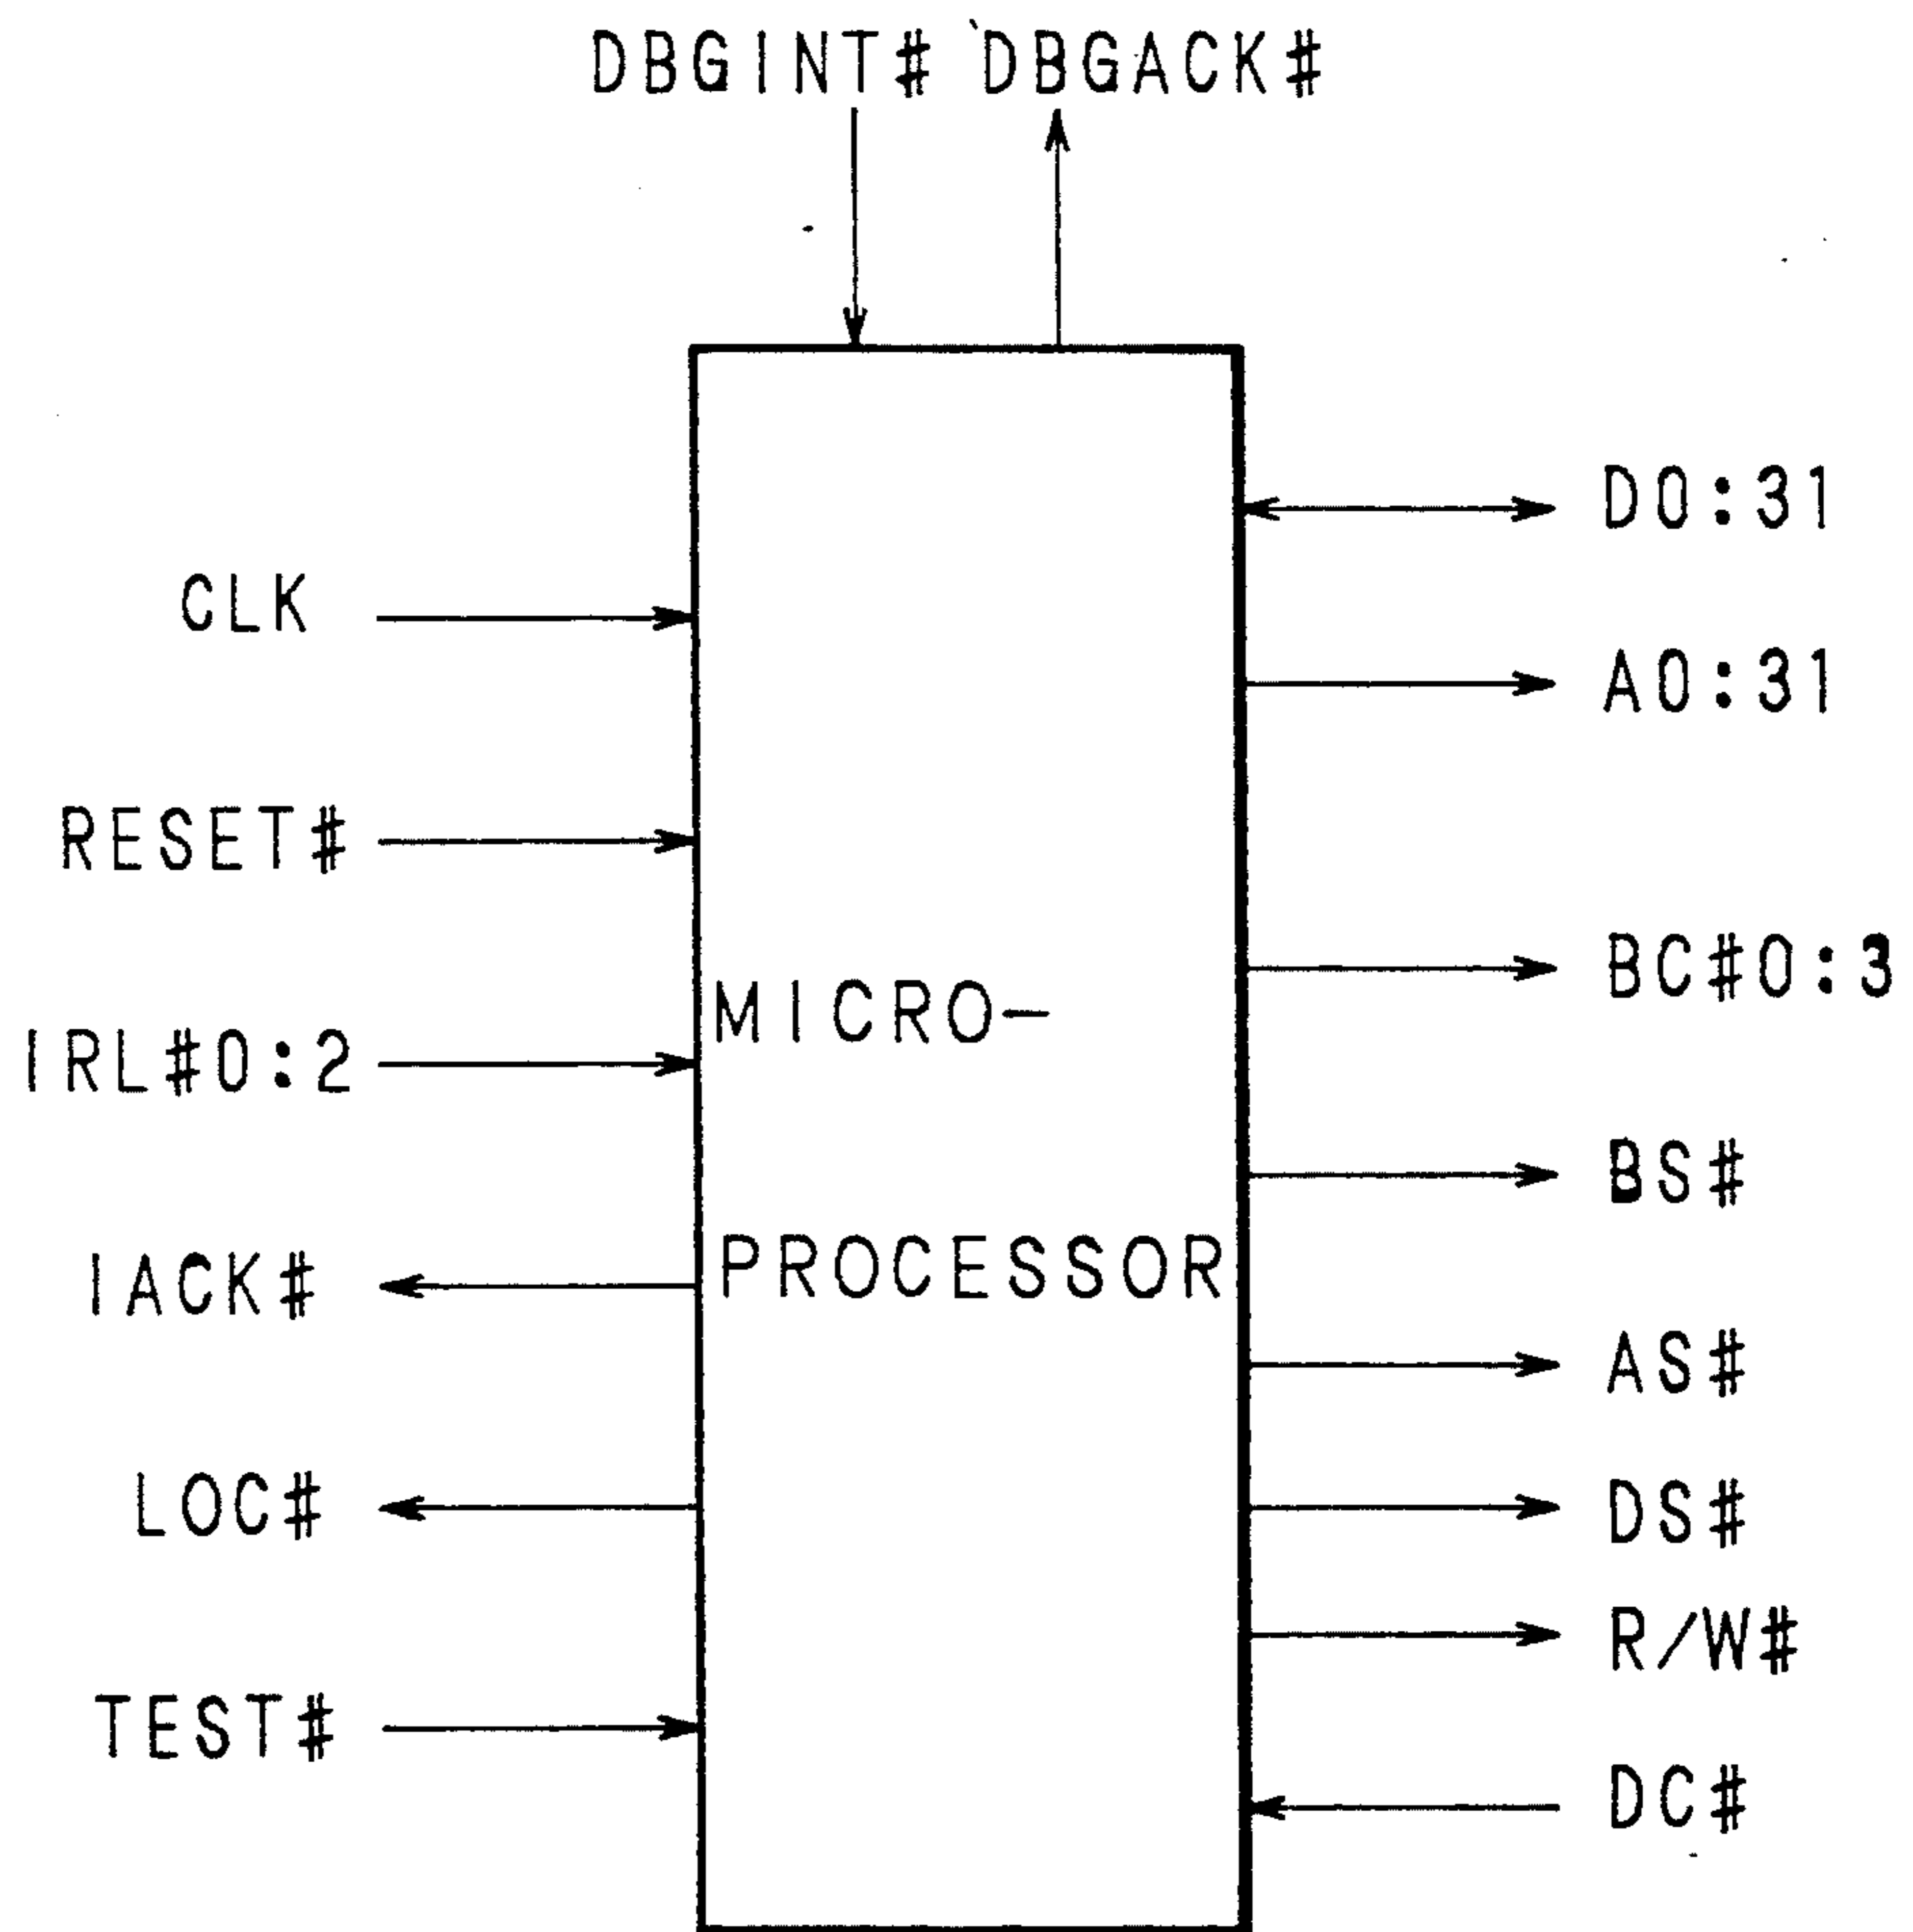 DBGINT# DBGACK#
D0:31
CLK
A0:31
RESET#
BC#0:3
MICRO-
IRL#0:2
BS#
PROCESSOR
IACK#
AS#
LOC#
DS#
R/W#
TEST#
DC#